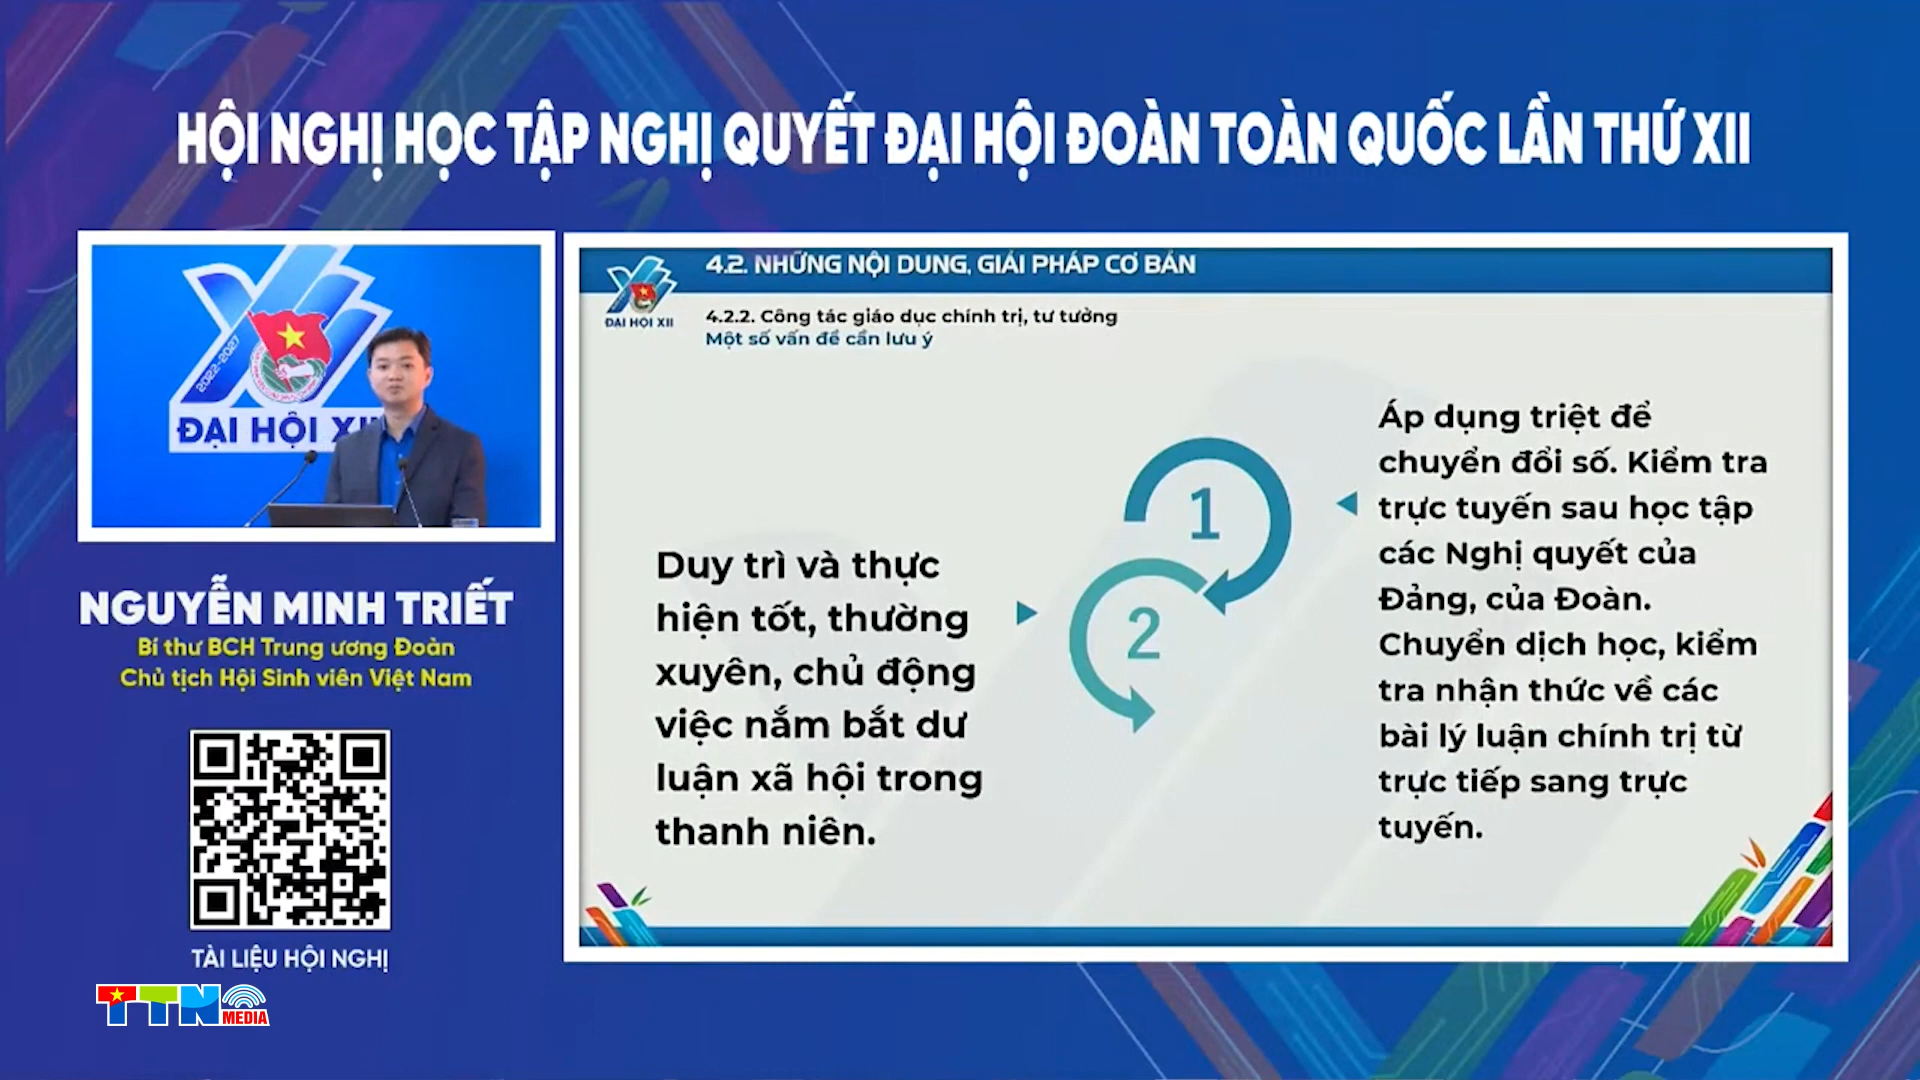 HỘI NGHỊ HỌC TẬP NGHỊ QUYẾT ĐẠI HỘI ĐOÀN TOÀN QUỐC LẦN THỨ XII
2022-2027
ĐẠI HỘI XII
NGUYỄN MINH TRIẾT
Bí thư BCH Trung ương Đoàn
Chủ tịch Hội Sinh viên Việt Nam
TÀI LIỆU HỘI NGHỊ
TTN
MEDIA
ĐẠI HỘI XII
4.2. NHỮNG NỘI DUNG, GIẢI PHÁP CƠ BẢN
4.2.2. Công tác giáo dục chính trị, tư tưởng
Một số vấn đề cần lưu ý
1
Áp dụng triệt để
chuyển đổi số. Kiểm tra
trực tuyến sau học tập
các Nghị quyết của
Đảng, của Đoàn.
Chuyển dịch học, kiểm
tra nhận thức về các
bài lý luận chính trị từ
trực tiếp sang trực
tuyến.
2
Duy trì và thực
hiện tốt, thường
xuyên, chủ động
việc nắm bắt dư
luận xã hội trong
thanh niên.